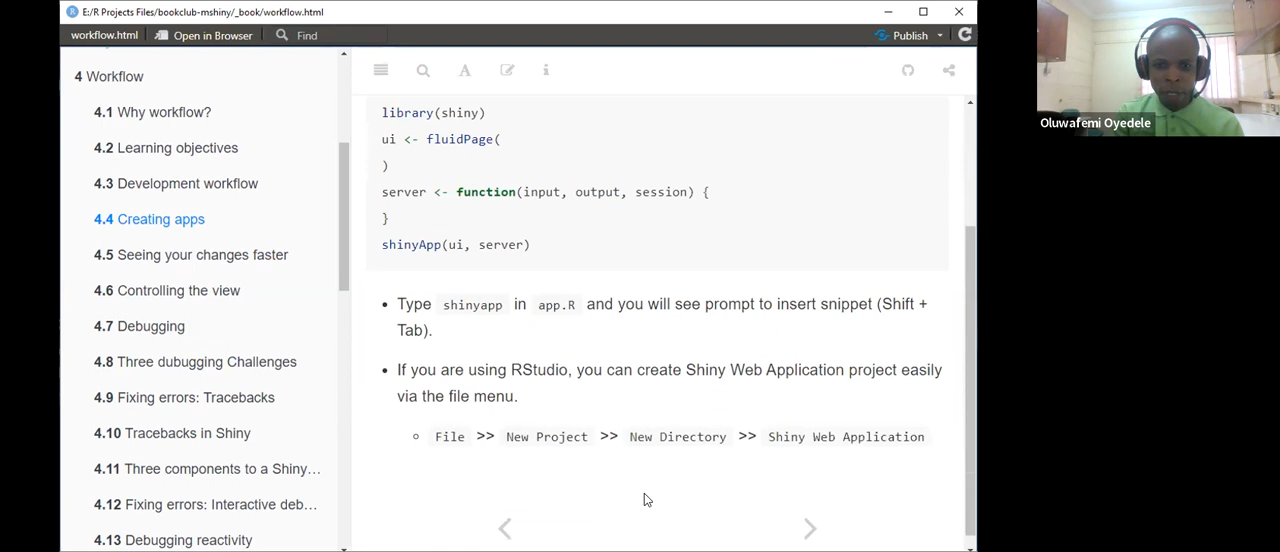 E:/R Projects Files/bookclub-mshiny/_book/workflow.html
workflow.html
Open in Browser
Find
Publish
4 Workflow
4.1 Why workflow?
4.2 Learning objectives
4.3 Development workflow
4.4 Creating apps
4.5 Seeing your changes faster
4.6 Controlling the view
4.7 Debugging
4.8 Three dubugging Challenges
4.9 Fixing errors: Tracebacks
4.10 Tracebacks in Shiny
4.11 Three components to a Shiny…
4.12 Fixing errors: Interactive deb…
4.13 Debugging reactivity
library(shiny)
ui <- fluidPage(
)
server <- function(input, output, session) {
}
shinyApp(ui, server)
• Type shinyapp in app.R and you will see prompt to insert snippet (Shift +
Tab).
• If you are using RStudio, you can create Shiny Web Application project easily
via the file menu.
○ File >> New Project >> New Directory >> Shiny Web Application
Oluwafemi Oyedele